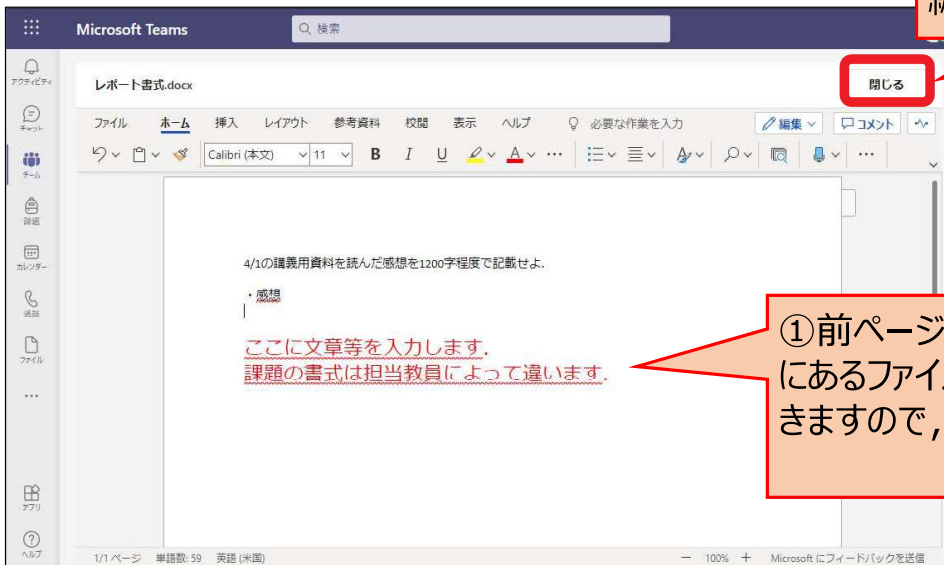 Microsoft Teams
検索
アクティビティ
チャット
チーム
課題
カレンダー
通話
ファイル
...
アプリ
ヘルプ
レポート書式.docx
閉じる
ファイル ホーム 挿入 レイアウト 参考資料 校閲 表示 ヘルプ 必要な作業を入力 編集 コメント
Calibri (本文) 11 B I U A ... A ...
4/1の講義用資料を読んだ感想を1200字程度で記載せよ.
・感想
ここに文章等を入力します.
課題の書式は担当教員によって違います.
①前ページ
にあるファイ
きますので,
1/1 ページ 単語数: 59 英語 (米国) − 100% + Microsoft にフィードバックを送信